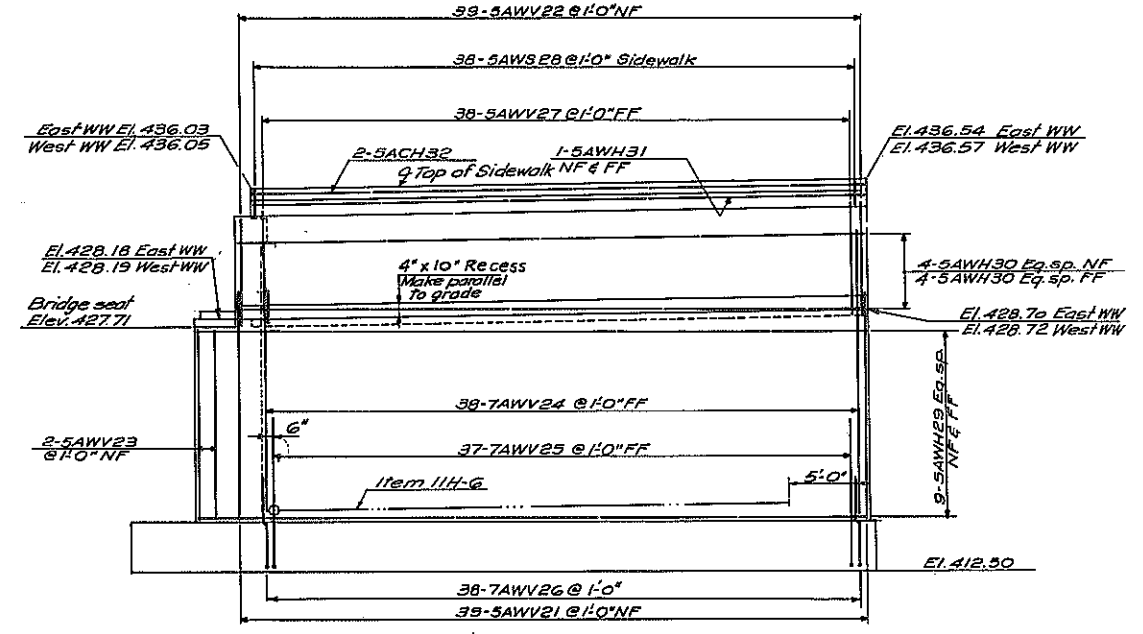 39-5AWV22 @ 1'-0" NF
38-5AWS28 @ 1'-0" Sidewalk
38-5AWV27 @ 1'-0" FF
East WW El. 436.03
West WW El. 436.05
El. 436.54 East WW
El. 436.57 West WW
2-5ACH32
1-5AWH31
NF & FF
Top of Sidewalk
El. 428.18 East WW
El. 428.19 West WW
4" x 10" Recess
Make parallel
to grade
4-5AWH30 Eq. sp. NF
4-5AWH30 Eq. sp. FF
Bridge seat
Elev. 427.71
El. 428.70 East WW
El. 428.72 West WW
38-7AWV24 @ 1'-0" FF
6"
37-7AWV25 @ 1'-0" FF
9-5AWH29 Eq. sp.
NF & FF
2-5AWV23
@ 1'-0" NF
Item 11H-6
5'-0"
El. 412.50
38-7AWV26 @ 1'-0"
39-5AWV21 @ 1'-0" NF